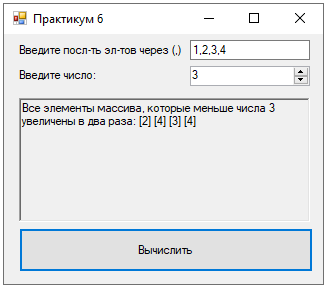 Практикум 6
Введите посл-ть эл-тов через (,)
1,2,3,4
Введите число:
3
Все элементы массива, которые меньше числа 3
увеличены в два раза: [2] [4] [3] [4]
Вычислить